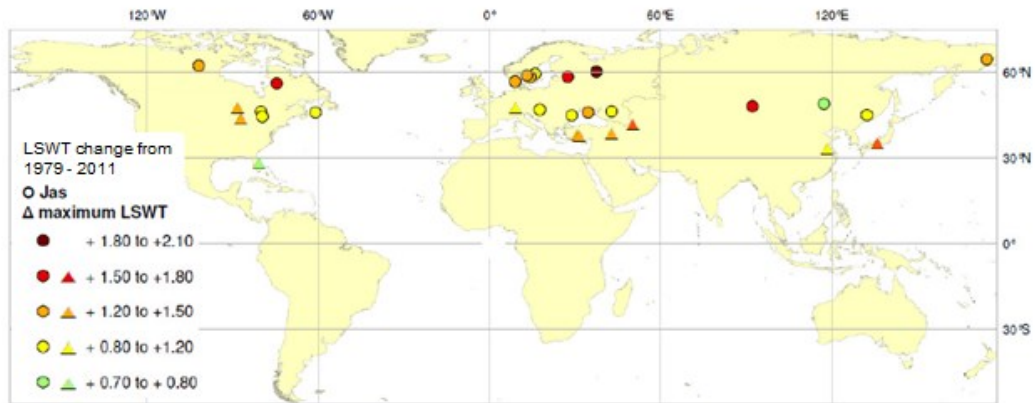 120°W 60°W 0° 60°E 120°E
60°N
30°N
0°
30°S
LSWT change from
1979 - 2011
O Jas
Δ maximum LSWT
+ 1.80 to +2.10
+ 1.50 to +1.80
+ 1.20 to +1.50
+ 0.80 to +1.20
+ 0.70 to + 0.80